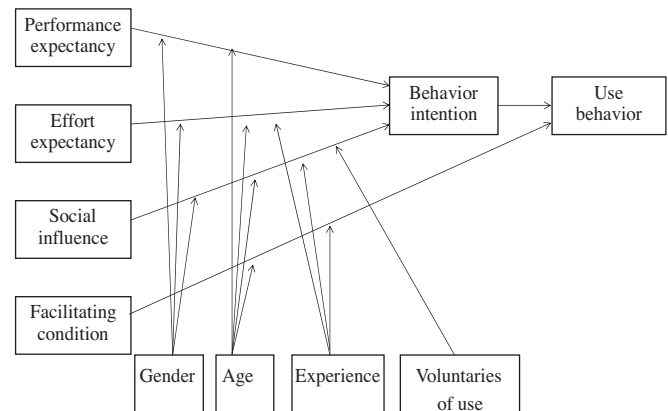 Performance
expectancy
Effort
expectancy
Social
influence
Facilitating
condition
Behavior
intention
Use
behavior
Gender
Age
Experience
Voluntaries
of use